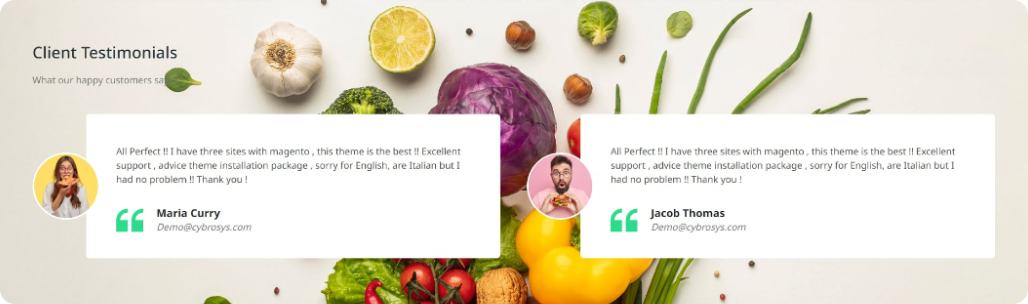 Client Testimonials
What our happy customers
All Perfect !! I have three sites with magento , this theme is the best !! Excellent
support , advice theme installation package , sorry for English, are Italian but I
had no problem !! Thank you !
Maria Curry
Demo@cybrosys.com
All Perfect !! I have three sites with magento , this theme is the best !! Excellent
support , advice theme installation package , sorry for English, are Italian but I
had no problem !! Thank you !
Jacob Thomas
Demo@cybrosys.com